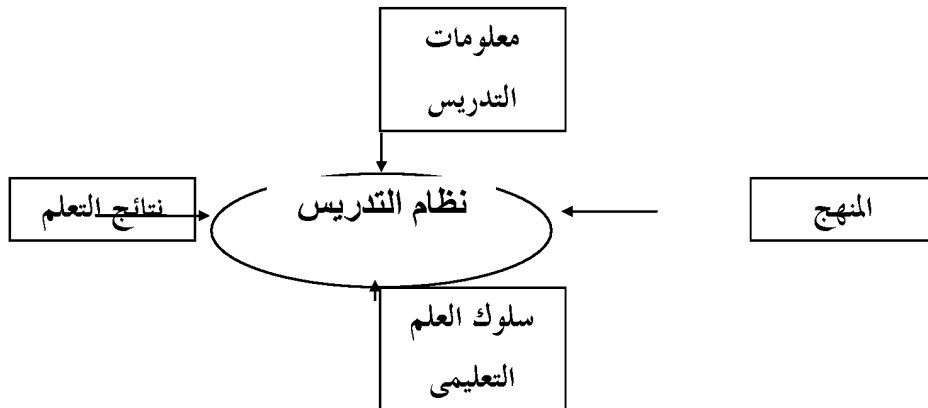 معلومات
التدريس
المنهج
نظام التدريس
نتائج التعلم
سلوك العلم
التعليمى